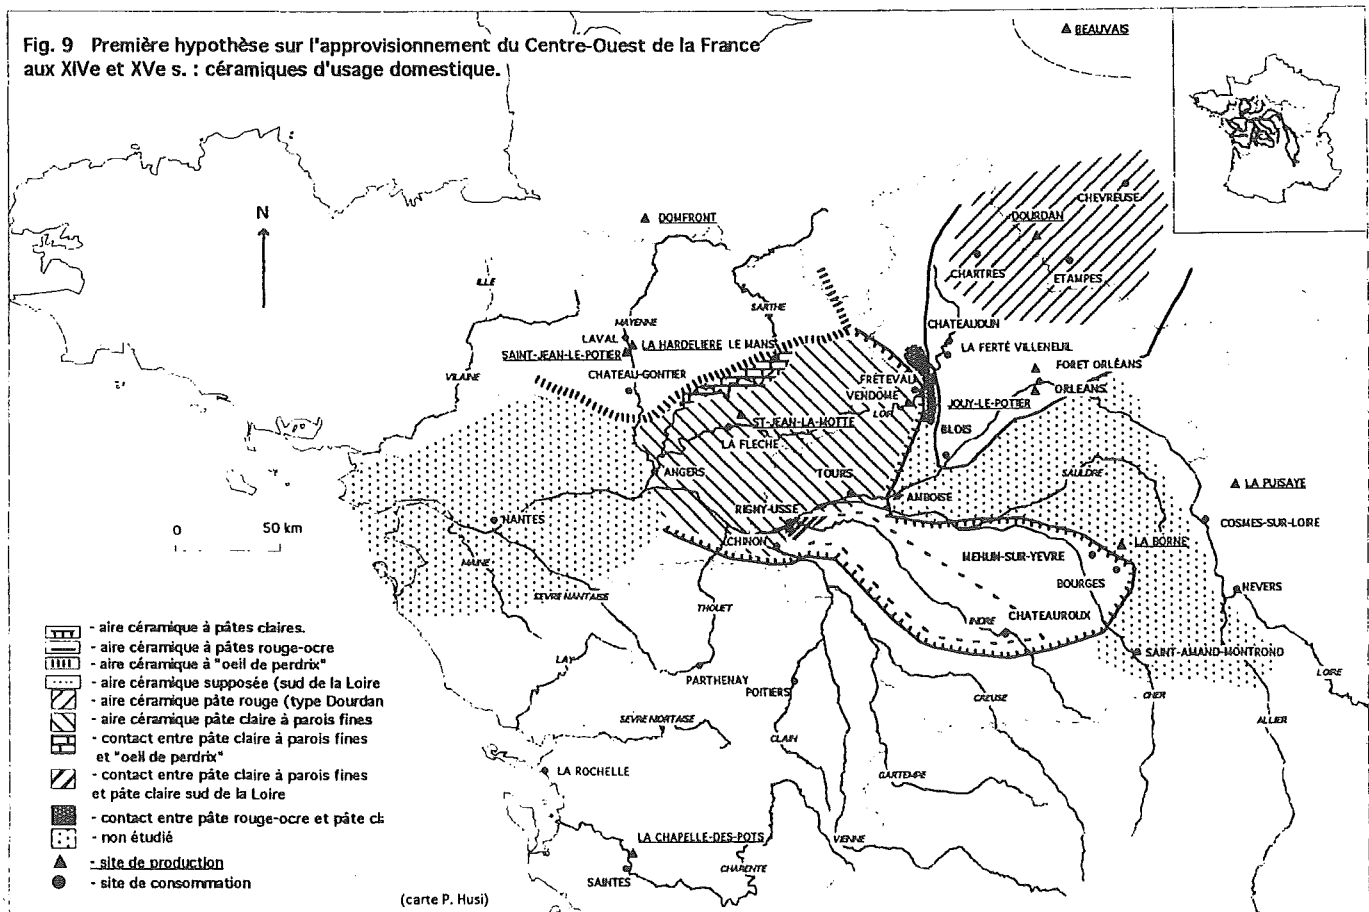 Fig. 9 Première hypothèse sur l'approvisionnement du Centre-Ouest de la France
aux XIVe et XVe s. : céramiques d'usage domestique.
BEAUVAIS
N
DOMFRONT
CHEVREUSE
DOURDAN
CHARTRES
ETAMPES
ILLE
SARTHE
MAYENNE
LAVAL
LA HARDELIERE
LE MANS
SAINT-JEAN-LE-POTIER
CHATEAU-GONTIER
VILAINE
CHATEAUDUN
LA FERTÉ VILLENEUIL
FORET ORLÉANS
ORLEANS
FRÉTEVAL
VENDOME
JOUY-LE-POTIER
LOIR
BLOIS
ST-JEAN-LA-MOTTE
LA FLECHE
ANGERS
TOURS
AMBOISE
SAULDRE
LA PUISAYE
RIGNY-USSE
COSMES-SUR-LOIRE
0 50 km
NANTES
CHINON
MEHUN-SUR-YEVRE
LA BORNE
MAINE
BOURGES
NEVERS
SEVRE NANTAISE
THOUET
INDRE
CHATEAUROUX
SAINT-AMAND-MONTROND
LAY
PARTHENAY
POITIERS
CREUSE
CHER
LOIRE
ALLIER
SEVRE NIORTAISE
CLAIN
GARTEMPE
LA ROCHELLE
LA CHAPELLE-DES-POTS
VIENNE
CHARENTE
SAINTES
- aire céramique à pâtes claires.
- aire céramique à pâtes rouge-ocre
- aire céramique à "oeil de perdrix"
- aire céramique supposée (sud de la Loire
- aire céramique pâte rouge (type Dourdan
- aire céramique pâte claire à parois fines
- contact entre pâte claire à parois fines
et "oeil de perdrix"
- contact entre pâte claire à parois fines
et pâte claire sud de la Loire
- contact entre pâte rouge-ocre et pâte cl
- non étudié
- site de production
- site de consommation
(carte P. Husi)